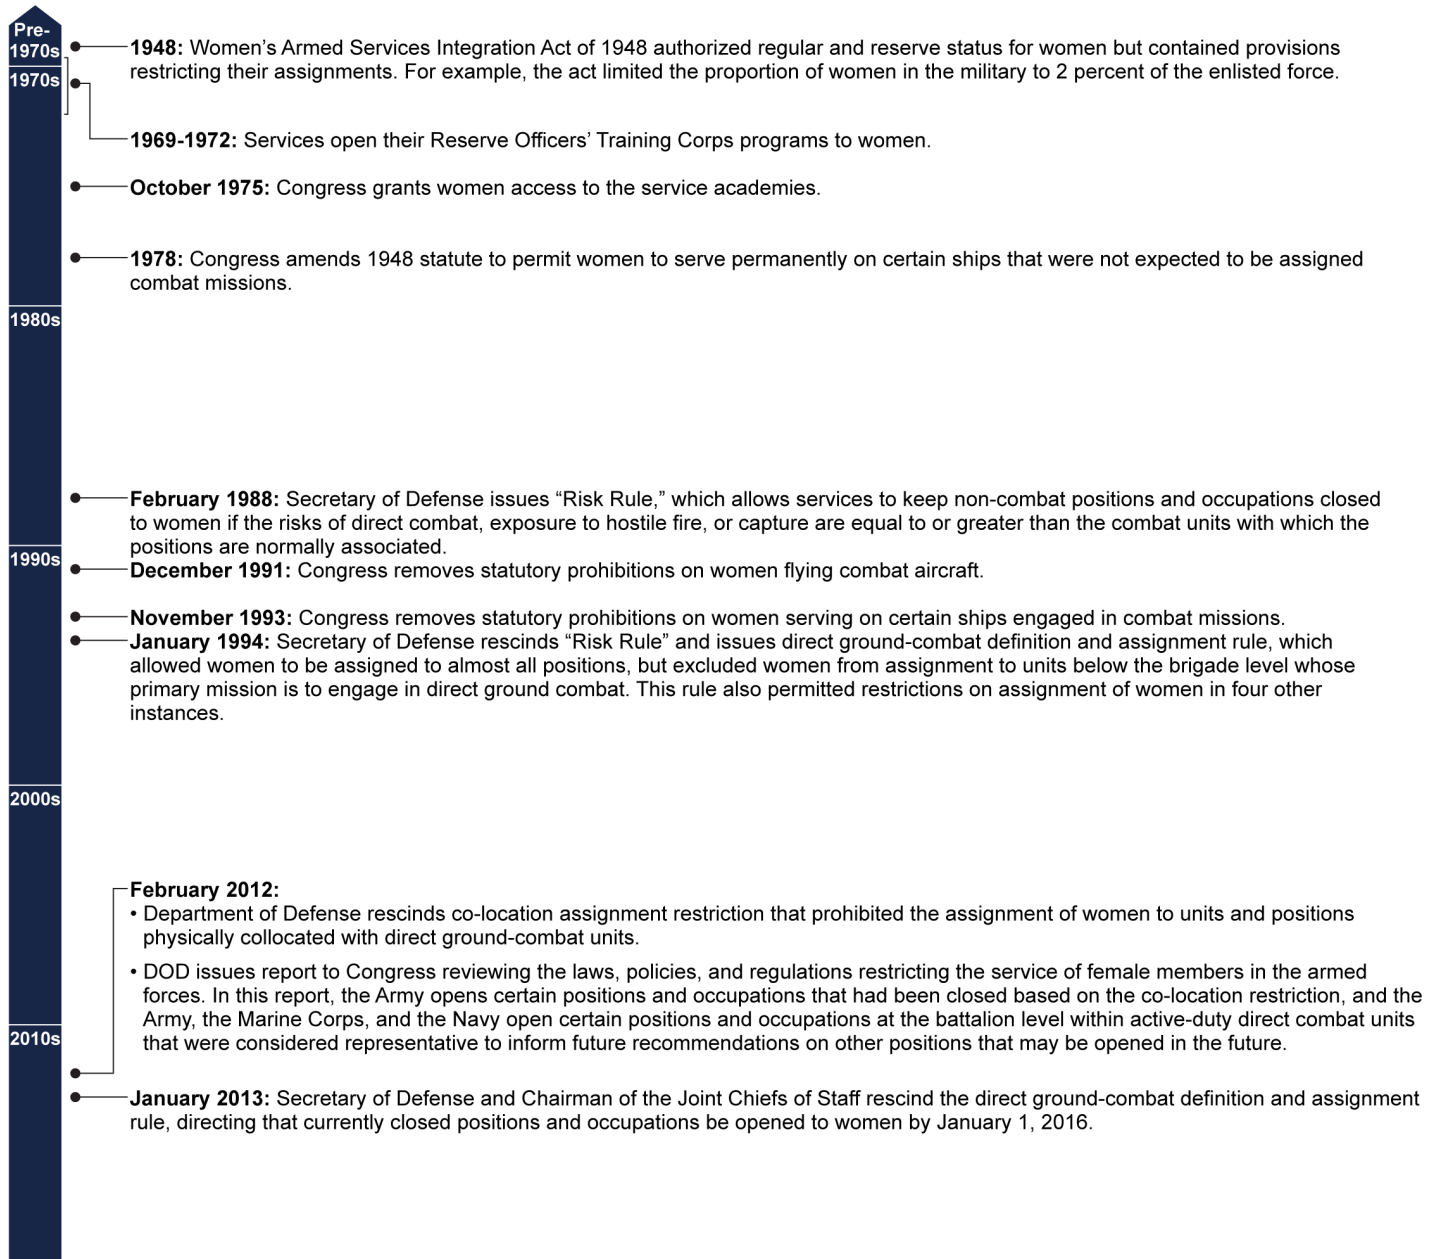 Pre-
1970s
1948: Women’s Armed Services Integration Act of 1948 authorized regular and reserve status for women but contained provisions
restricting their assignments. For example, the act limited the proportion of women in the military to 2 percent of the enlisted force.
1970s
1969-1972: Services open their Reserve Officers’ Training Corps programs to women.
October 1975: Congress grants women access to the service academies.
1978: Congress amends 1948 statute to permit women to serve permanently on certain ships that were not expected to be assigned
combat missions.
1980s
February 1988: Secretary of Defense issues “Risk Rule,” which allows services to keep non-combat positions and occupations closed
to women if the risks of direct combat, exposure to hostile fire, or capture are equal to or greater than the combat units with which the
positions are normally associated.
1990s
December 1991: Congress removes statutory prohibitions on women flying combat aircraft.
November 1993: Congress removes statutory prohibitions on women serving on certain ships engaged in combat missions.
January 1994: Secretary of Defense rescinds “Risk Rule” and issues direct ground-combat definition and assignment rule, which
allowed women to be assigned to almost all positions, but excluded women from assignment to units below the brigade level whose
primary mission is to engage in direct ground combat. This rule also permitted restrictions on assignment of women in four other
instances.
2000s
February 2012:
• Department of Defense rescinds co-location assignment restriction that prohibited the assignment of women to units and positions
physically collocated with direct ground-combat units.
• DOD issues report to Congress reviewing the laws, policies, and regulations restricting the service of female members in the armed
forces. In this report, the Army opens certain positions and occupations that had been closed based on the co-location restriction, and the
Army, the Marine Corps, and the Navy open certain positions and occupations at the battalion level within active-duty direct combat units
that were considered representative to inform future recommendations on other positions that may be opened in the future.
2010s
January 2013: Secretary of Defense and Chairman of the Joint Chiefs of Staff rescind the direct ground-combat definition and assignment
rule, directing that currently closed positions and occupations be opened to women by January 1, 2016.